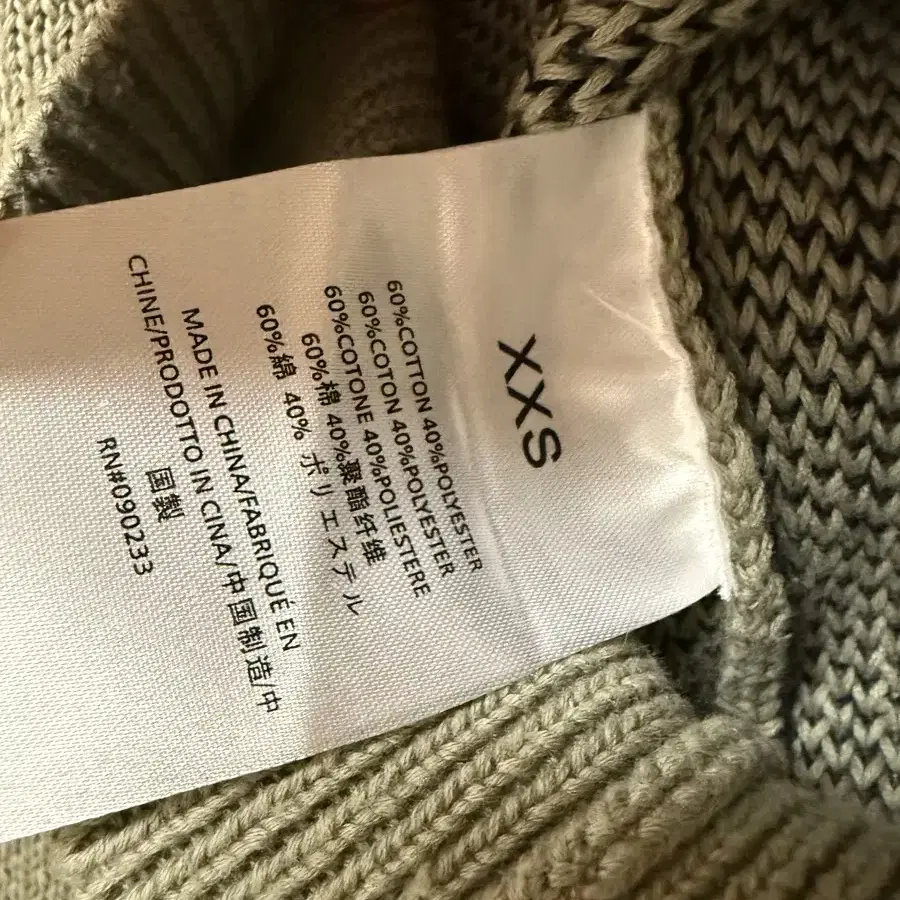 XXS
60%COTTON 40%POLYESTER
60%COTON 40%POLYESTER
60%COTONE 40%POLIESTERE
60%棉 40%聚酯纤维
60%綿 40% ポリエステル
MADE IN CHINA/FABRIQUÉ EN
CHINE/PRODOTTO IN CINA/中国制造/中
国製
RN#090233